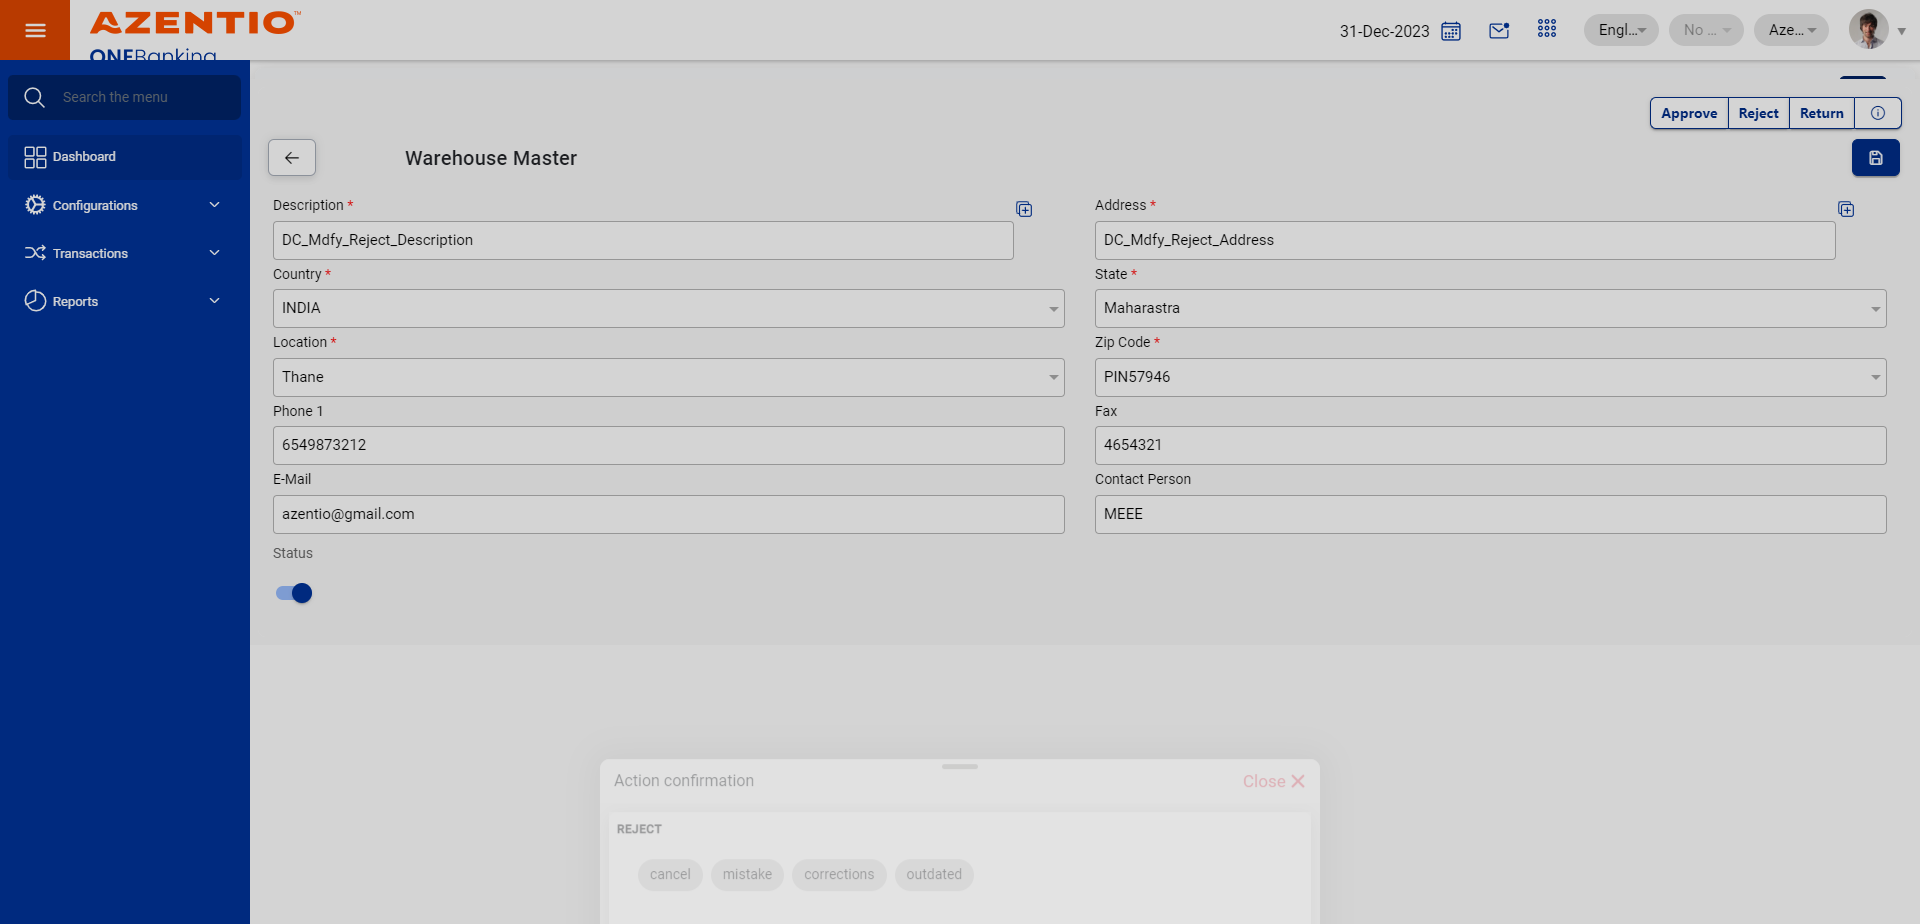 AZENTIO™
ONEBanking
31-Dec-2023
Engl...
No ...
Aze...
Search the menu
Dashboard
Configurations
Transactions
Reports
Approve
Reject
Return
Warehouse Master
Description *
DC_Mdfy_Reject_Description
Address *
DC_Mdfy_Reject_Address
Country *
INDIA
State *
Maharastra
Location *
Thane
Zip Code *
PIN57946
Phone 1
6549873212
Fax
4654321
E-Mail
azentio@gmail.com
Contact Person
MEEE
Status
Action confirmation
Close
REJECT
cancel
mistake
corrections
outdated